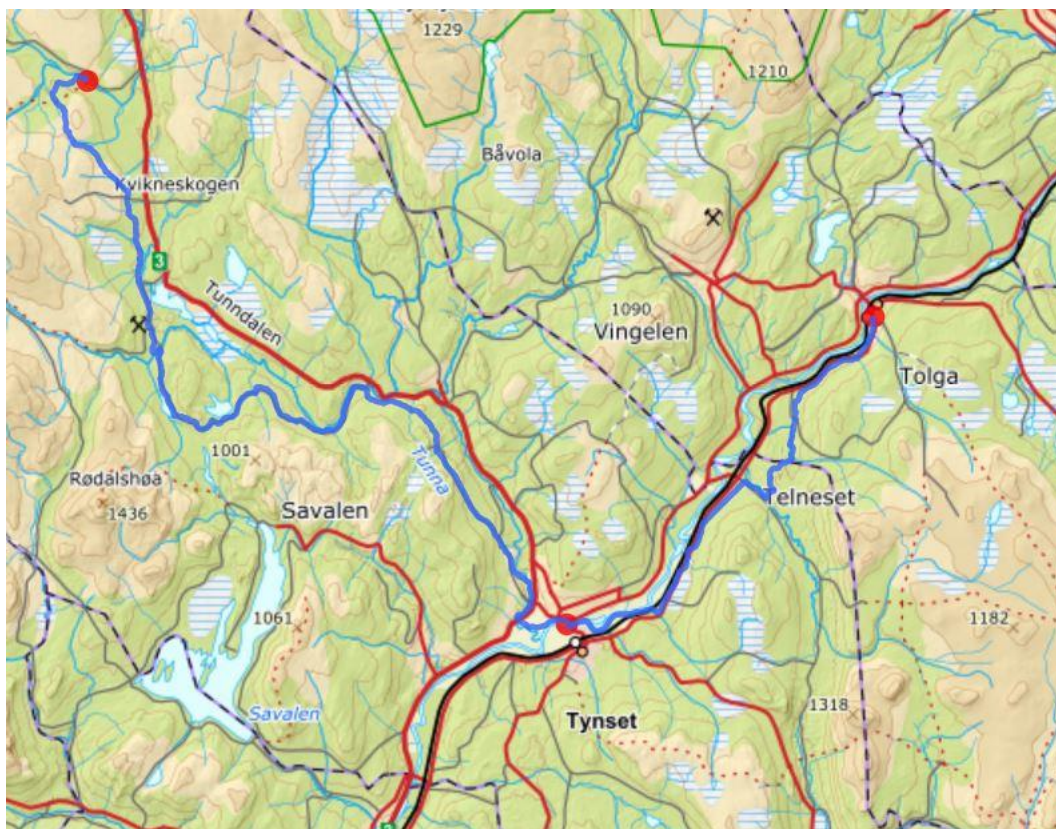 1229
1210
Båvola
Kvikneskogen
3
Tunndalen
1090
Vingelen
Tolga
1001
Tunna
Rødalshøa
1436
Savalen
Telneset
1061
1182
1318
Savalen
Tynset
3